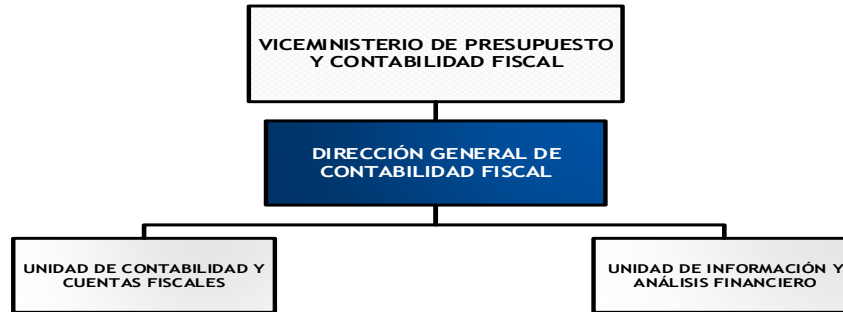 VICEMINISTERIO DE PRESUPUESTO
Y CONTABILIDAD FISCAL
DIRECCIÓN GENERAL DE
CONTABILIDAD FISCAL
UNIDAD DE CONTABILIDAD Y
CUENTAS FISCALES
UNIDAD DE INFORMACIÓN Y
ANÁLISIS FINANCIERO